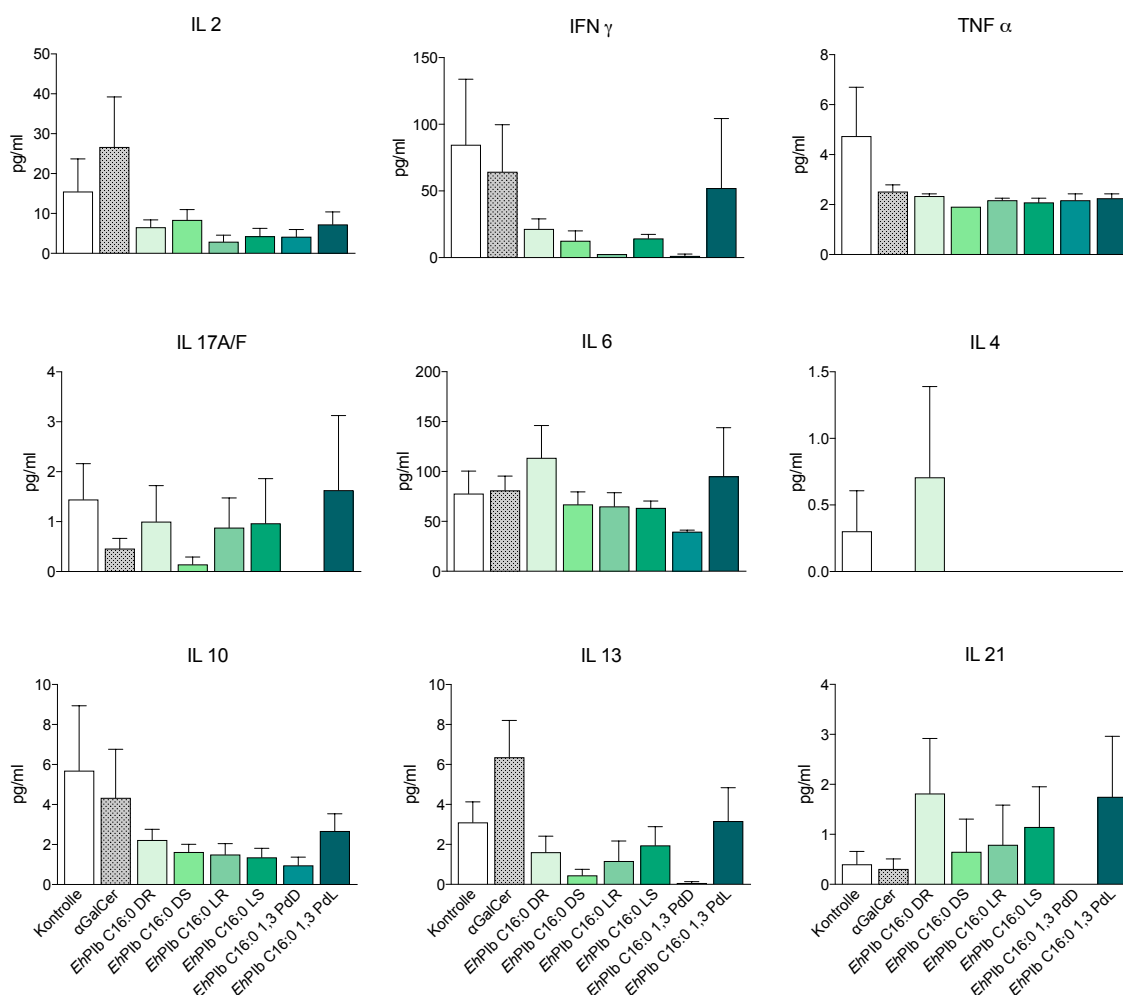 IL 2
IFN γ
TNF α
50
40
30
20
10
0
pg/ml
150
100
50
0
pg/ml
8
6
4
2
0
pg/ml
IL 17A/F
IL 6
IL 4
4
3
2
1
0
pg/ml
200
150
100
50
0
pg/ml
1.5
1.0
0.5
0.0
pg/ml
IL 10
IL 13
IL 21
10
8
6
4
2
0
pg/ml
10
8
6
4
2
0
pg/ml
4
3
2
1
0
pg/ml
Kontrolle
αGalCer
EhPIb C16:0 DR
EhPIb C16:0 DS
EhPIb C16:0 LR
EhPIb C16:0 LS
EhPIb C16:0 1,3 PdD
EhPIb C16:0 1,3 PdL
Kontrolle
αGalCer
EhPIb C16:0 DR
EhPIb C16:0 DS
EhPIb C16:0 LR
EhPIb C16:0 LS
EhPIb C16:0 1,3 PdD
EhPIb C16:0 1,3 PdL
Kontrolle
αGalCer
EhPIb C16:0 DR
EhPIb C16:0 DS
EhPIb C16:0 LR
EhPIb C16:0 LS
EhPIb C16:0 1,3 PdD
EhPIb C16:0 1,3 PdL